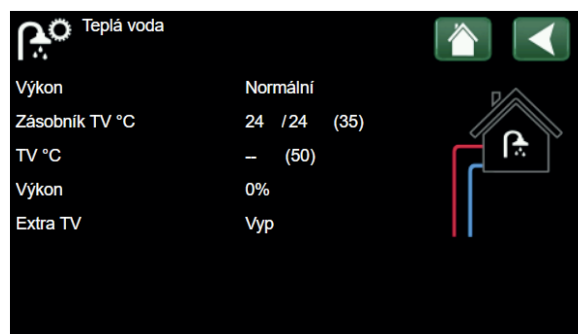 Teplá voda
Výkon Normální
Zásobník TV °C 24 /24 (35)
TV °C -- (50)
Výkon 0%
Extra TV Vyp